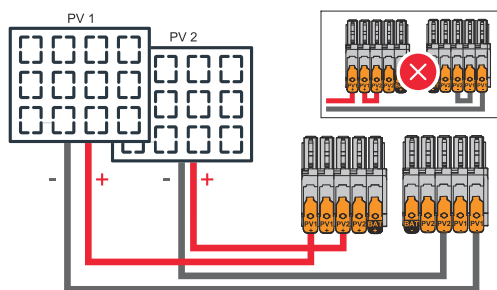 PV 1
PV 2
- + - +
PV1 PV1 PV2 PV2 BAT
BAT PV2 PV2 PV1 PV1